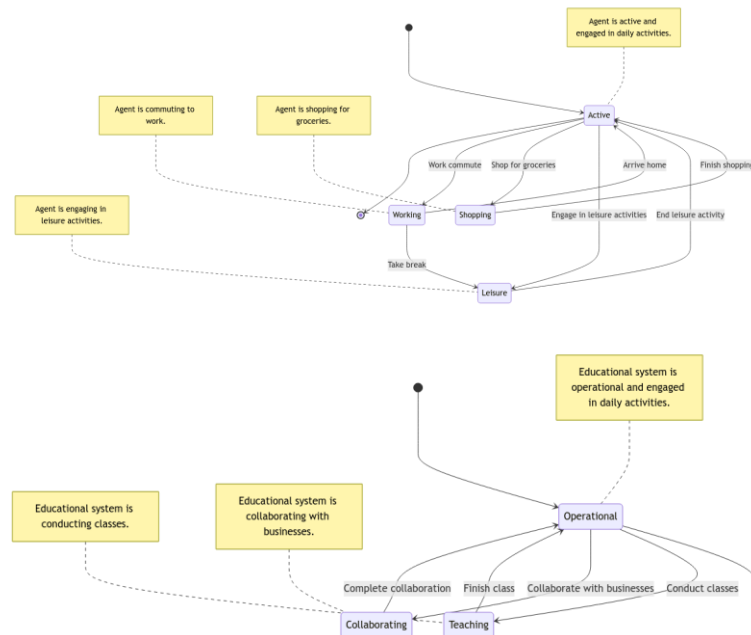 Agent is active and
engaged in daily activities.
Agent is commuting to
work.
Agent is shopping for
groceries.
Active
Work commute
Shop for groceries
Arrive home
Finish shopping
Agent is engaging in
leisure activities.
Working
Shopping
Engage in leisure activities
End leisure activity
Take break
Leisure
Educational system is
operational and engaged
in daily activities.
Educational system is
conducting classes.
Educational system is
collaborating with
businesses.
Operational
Complete collaboration
Finish class
Collaborate with businesses
Conduct classes
Collaborating
Teaching